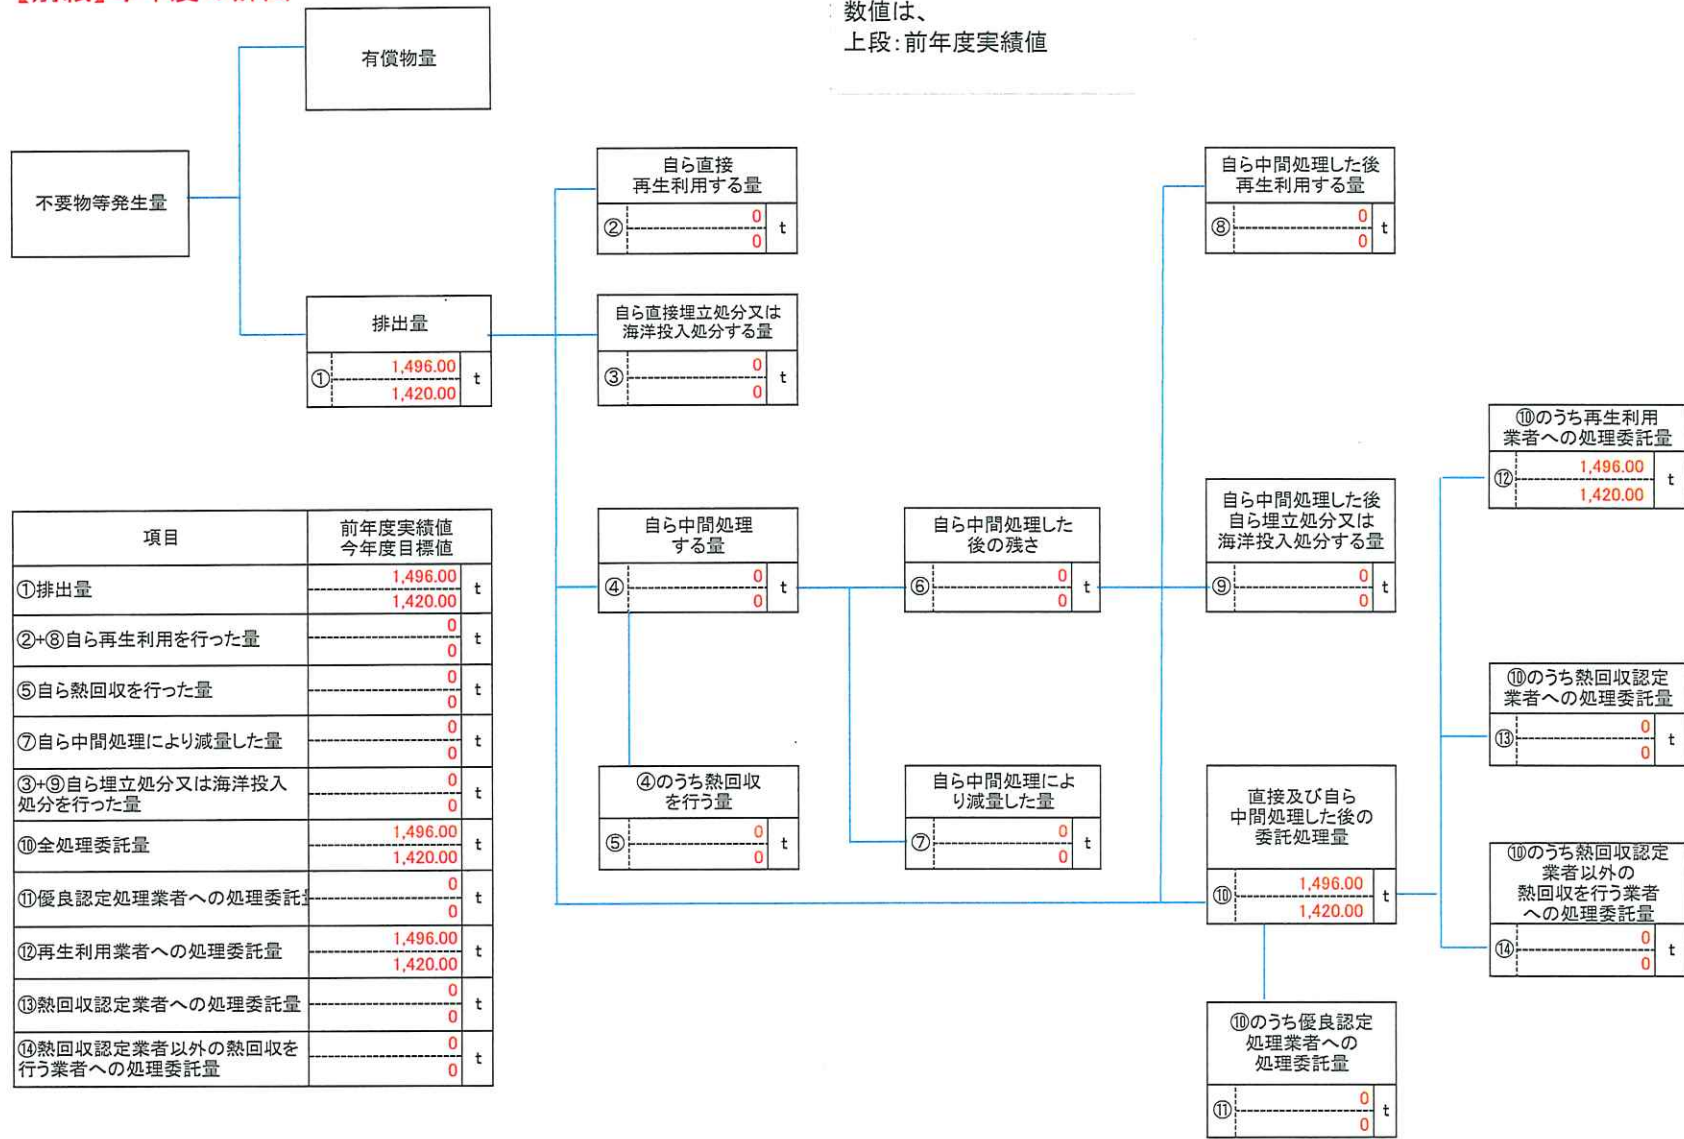 数値は、
上段:前年度実績値
有償物量
不要物等発生量
排出量
① 1,496.00 t
1,420.00
自ら直接
再生利用する量
② 0 t
0
自ら直接埋立処分又は
海洋投入処分する量
③ 0 t
0
自ら中間処理
する量
④ 0 t
0
④のうち熱回収
を行う量
⑤ 0 t
0
自ら中間処理した
後の残さ
⑥ 0 t
0
自ら中間処理によ
り減量した量
⑦ 0 t
0
自ら中間処理した後
再生利用する量
⑧ 0 t
0
自ら中間処理した後
自ら埋立処分又は
海洋投入処分する量
⑨ 0 t
0
直接及び自ら
中間処理した後の
委託処理量
⑩ 1,496.00 t
1,420.00
⑩のうち優良認定
処理業者への
処理委託量
⑪ 0 t
0
⑩のうち再生利用
業者への処理委託量
⑫ 1,496.00 t
1,420.00
⑩のうち熱回収認定
業者への処理委託量
⑬ 0 t
0
⑩のうち熱回収認定
業者以外の
熱回収を行う業者
への処理委託量
⑭ 0 t
0
項目 前年度実績値
今年度目標値
①排出量 1,496.00 t
1,420.00
②+⑧自ら再生利用を行った量 0 t
0
⑤自ら熱回収を行った量 0 t
0
⑦自ら中間処理により減量した量 0 t
0
③+⑨自ら埋立処分又は海洋投入 0 t
処分を行った量 0
⑩全処理委託量 1,496.00 t
1,420.00
⑪優良認定処理業者への処理委託 0 t
0
⑫再生利用業者への処理委託量 1,496.00 t
1,420.00
⑬熱回収認定業者への処理委託量 0 t
0
⑭熱回収認定業者以外の熱回収を 0 t
行う業者への処理委託量 0